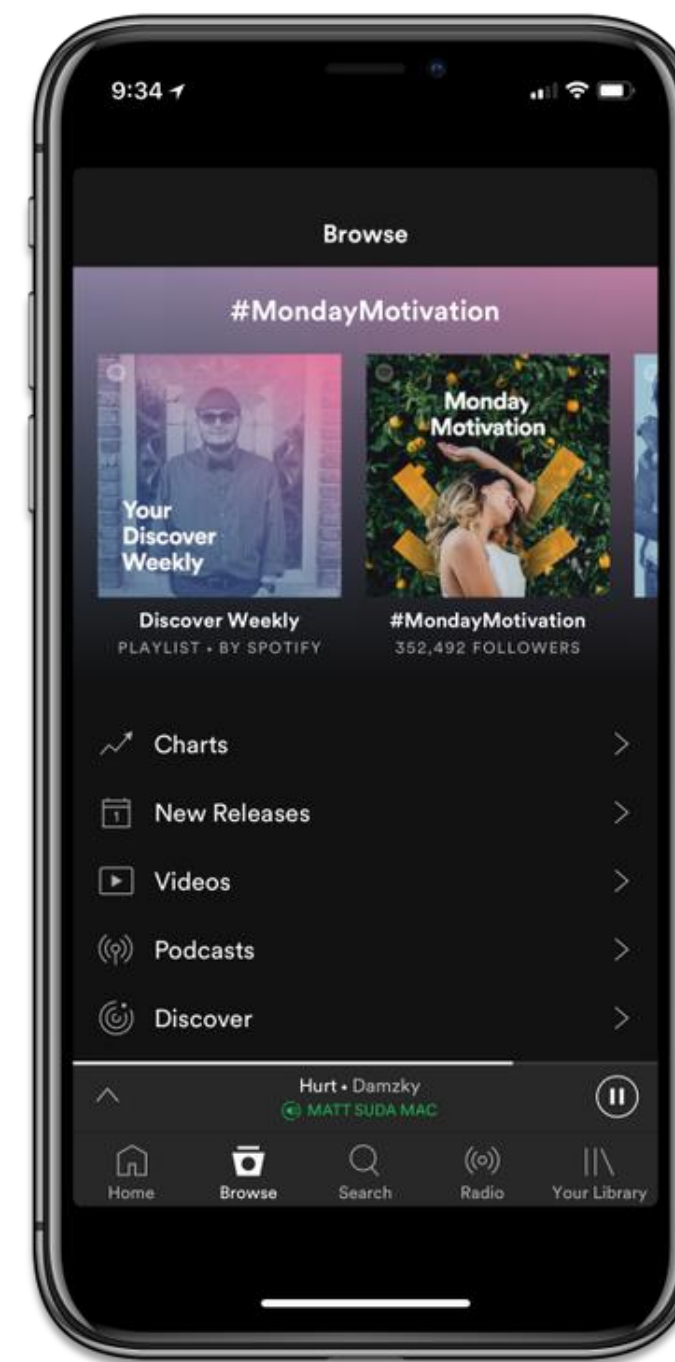 9:34
Browse
#MondayMotivation
Your
Discover
Weekly
Monday
Motivation
Discover Weekly
PLAYLIST • BY SPOTIFY
#MondayMotivation
352,492 FOLLOWERS
Charts
1
New Releases
Videos
Podcasts
Discover
Hurt • Damzky
MATT SUDA MAC
Home
Browse
Search
Radio
Your Library